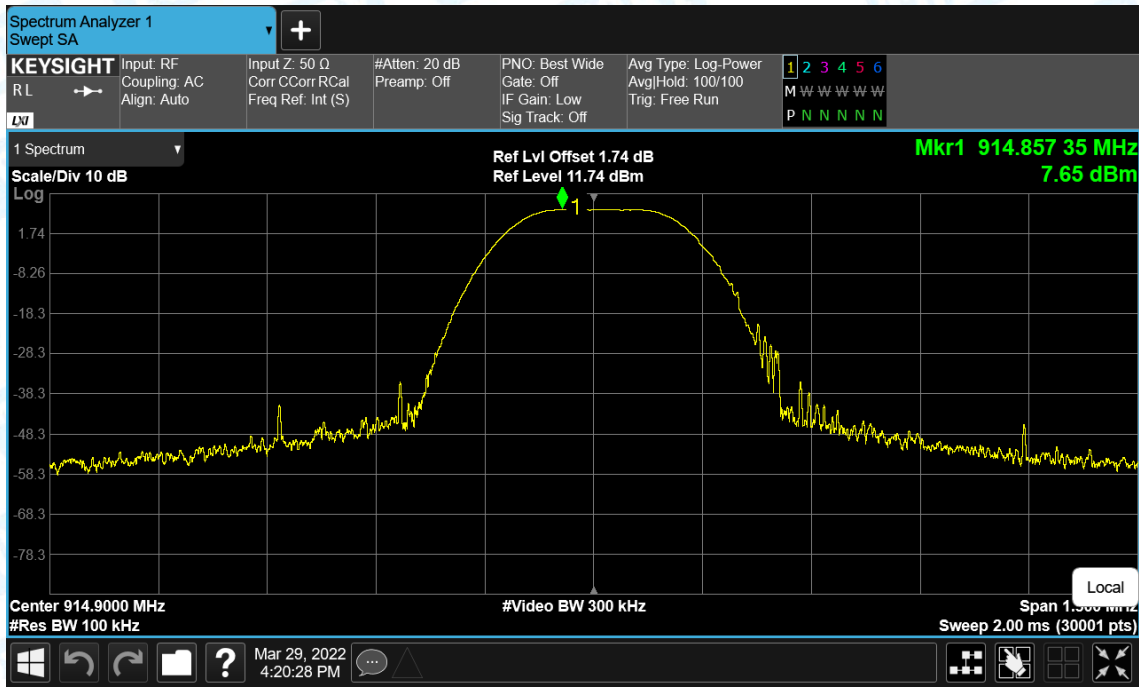 Spectrum Analyzer 1
Swept SA
+
KEYSIGHT
RL
LXI
Input: RF
Coupling: AC
Align: Auto
Input Z: 50 Ω
Corr CCorr RCal
Freq Ref: Int (S)
#Atten: 20 dB
Preamp: Off
PNO: Best Wide
Gate: Off
IF Gain: Low
Sig Track: Off
Avg Type: Log-Power
Avg|Hold: 100/100
Trig: Free Run
1 2 3 4 5 6
M W W W W W
P N N N N N
1 Spectrum
Scale/Div 10 dB
Log
Ref Lvl Offset 1.74 dB
Ref Level 11.74 dBm
Mkr1 914.857 35 MHz
7.65 dBm
1
1.74
-8.26
-18.3
-28.3
-38.3
-48.3
-58.3
-68.3
-78.3
Local
Center 914.9000 MHz
#Video BW 300 kHz
Span
#Res BW 100 kHz
Sweep 2.00 ms (30001 pts)
?
Mar 29, 2022
4:20:28 PM